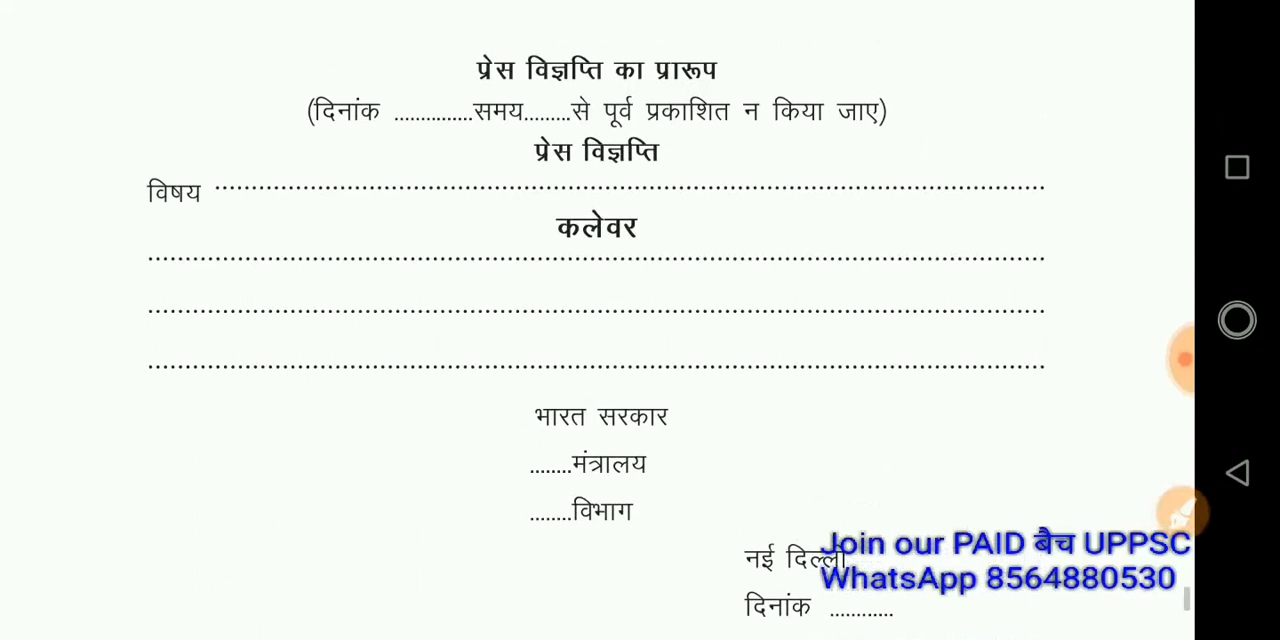 प्रेस विज्ञप्ति का प्रारूप
(दिनांक ...............समय.........से पूर्व प्रकाशित न किया जाए)
प्रेस विज्ञप्ति
विषय ........................................................................................................
कलेवर
................................................................................................................
................................................................................................................
................................................................................................................
भारत सरकार
........मंत्रालय
........विभाग
नई दिल्ली
दिनांक ............
Join our PAID बैच UPPSC
WhatsApp 8564880530